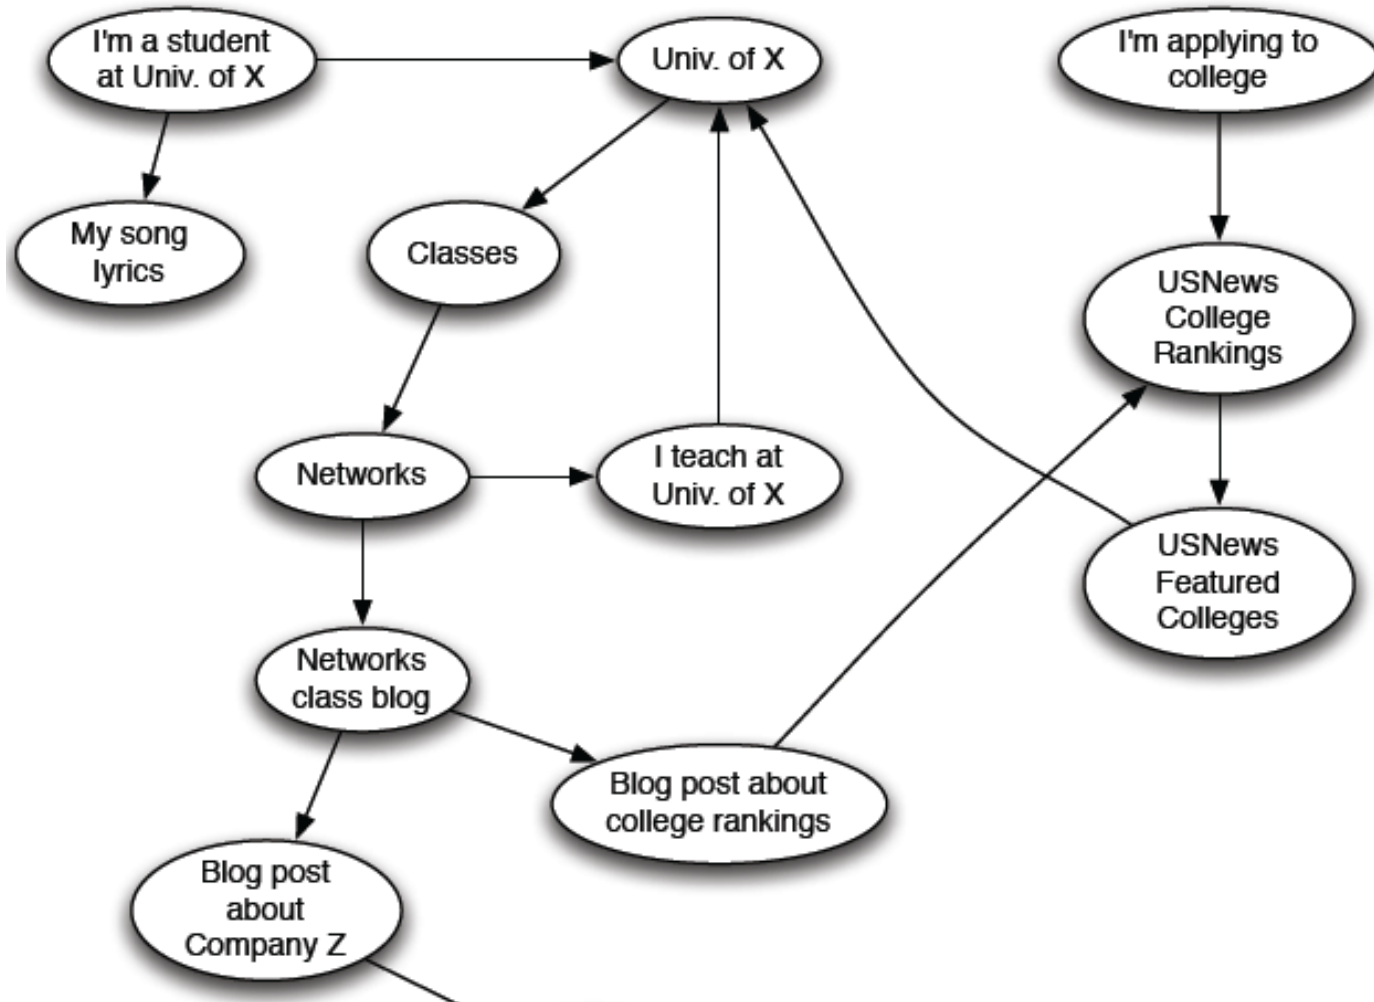 I'm a student
at Univ. of X
Univ. of X
I'm applying to
college
My song
lyrics
Classes
USNews
College
Rankings
Networks
I teach at
Univ. of X
USNews
Featured
Colleges
Networks
class blog
Blog post about
college rankings
Blog post
about
Company Z